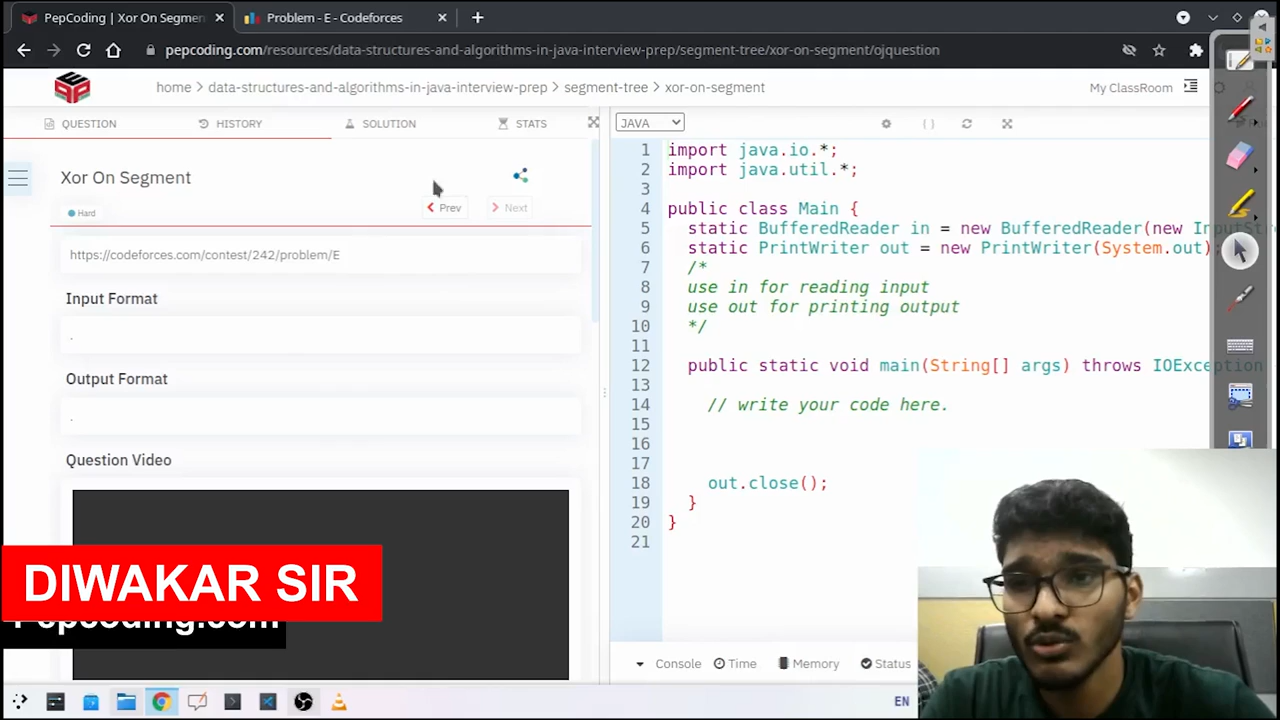 PepCoding | Xor On Segmen
Problem - E - Codeforces
pepcoding.com/resources/data-structures-and-algorithms-in-java-interview-prep/segment-tree/xor-on-segment/ojquestion
home > data-structures-and-algorithms-in-java-interview-prep > segment-tree > xor-on-segment
My ClassRoom
QUESTION
HISTORY
SOLUTION
STATS
Xor On Segment
Prev
Next
Hard
https://codeforces.com/contest/242/problem/E
Input Format
.
Output Format
.
Question Video
DIWAKAR SIR
Pepcoding.com
JAVA
1 import java.io.*;
2 import java.util.*;
3
4 public class Main {
5 static BufferedReader in = new BufferedReader(new InputStr
6 static PrintWriter out = new PrintWriter(System.out);
7 /*
8 use in for reading input
9 use out for printing output
10 */
11
12 public static void main(String[] args) throws IOException
13
14 // write your code here.
15
16
17
18 out.close();
19 }
20 }
21
Console
Time
Memory
Status
EN